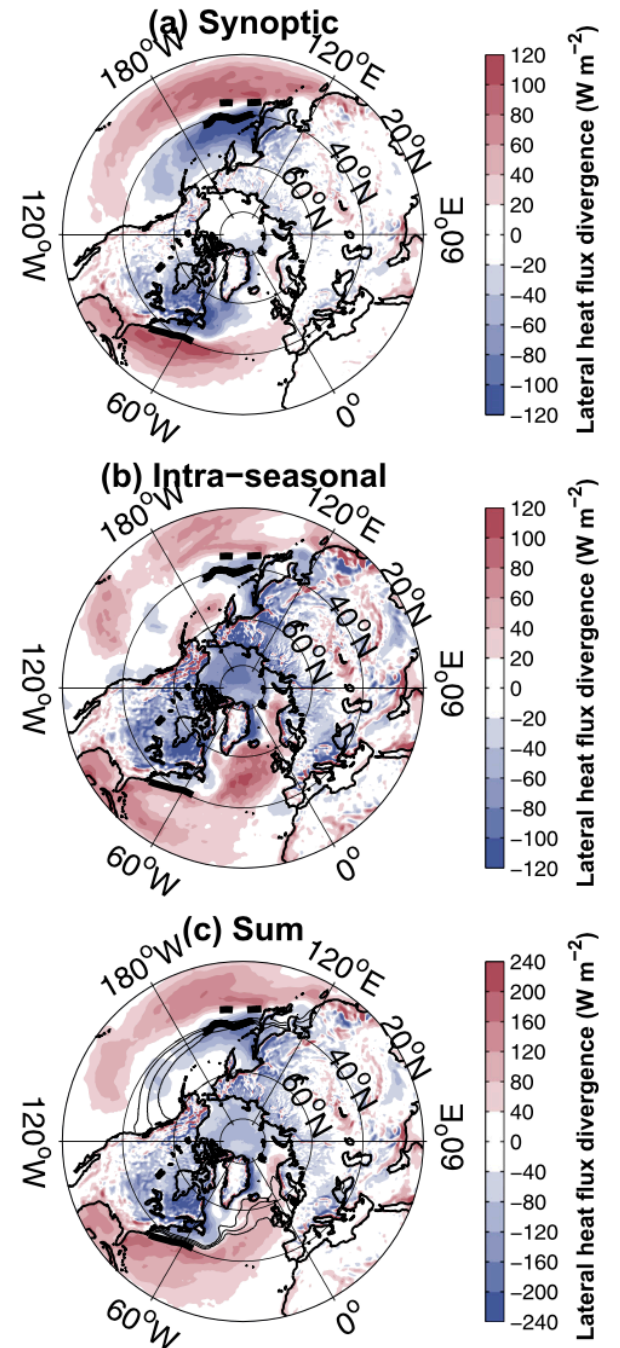 (a) Synoptic
180°W
120°E
20°N
40°N
60°N
120°W
60°E
60°W
0°
120
100
80
60
40
20
0
−20
−40
−60
−80
−100
−120
Lateral heat flux divergence (W m⁻²)
(b) Intra−seasonal
180°W
120°E
20°N
40°N
60°N
120°W
60°E
60°W
0°
120
100
80
60
40
20
0
−20
−40
−60
−80
−100
−120
Lateral heat flux divergence (W m⁻²)
(c) Sum
180°W
120°E
20°N
40°N
60°N
120°W
60°E
60°W
0°
240
200
160
120
80
40
0
−40
−80
−120
−160
−200
−240
Lateral heat flux divergence (W m⁻²)